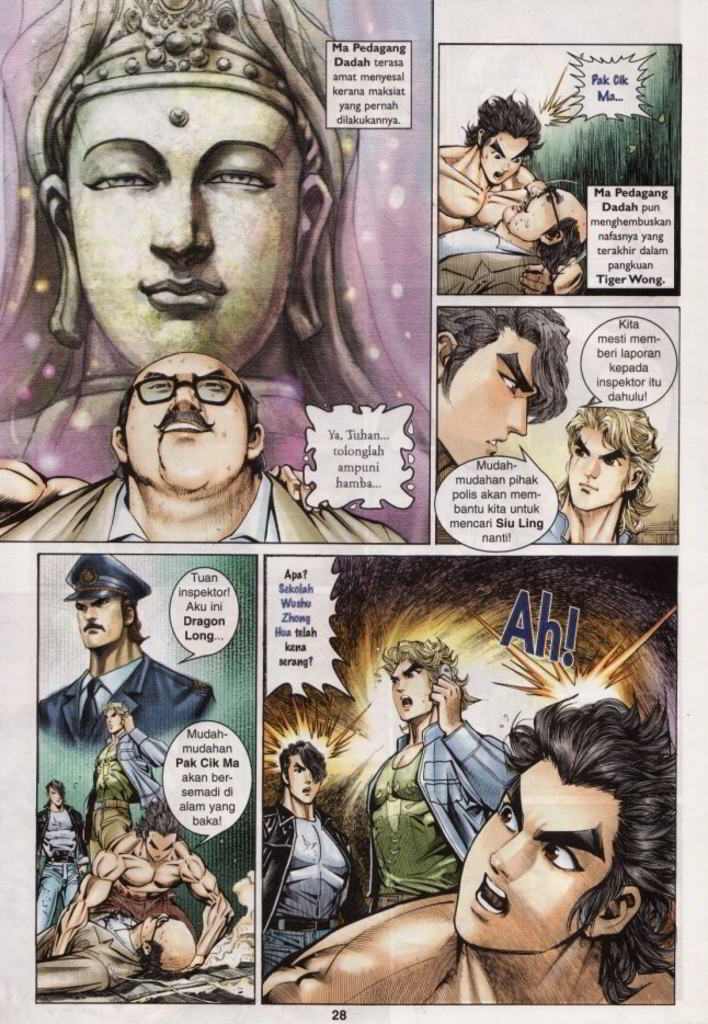 Ma Pedagang
Dadah terasa
amat menyesal
kerana maksiat
yang pernah
dilakukannya.
Ya, Tuhan...
tolonglah
ampuni
hamba...
Pak Cik
Ma...
Ma Pedagang
Dadah pun
menghembuskan
nafasnya yang
terakhir dalam
pangkuan
Tiger Wong.
Kita
mesti mem-
beri laporan
kepada
inspektor itu
dahulu!
Mudah-
mudahan pihak
polis akan mem-
bantu kita untuk
mencari Siu Ling
nanti!
Tuan
inspektor!
Aku ini
Dragon
Long...
Mudah-
mudahan
Pak Cik Ma
akan ber-
semadi di
alam yang
baka!
Apa?
Sekolah
Wushu
Zhong
Hua telah
kena
serang?
Ah!
28